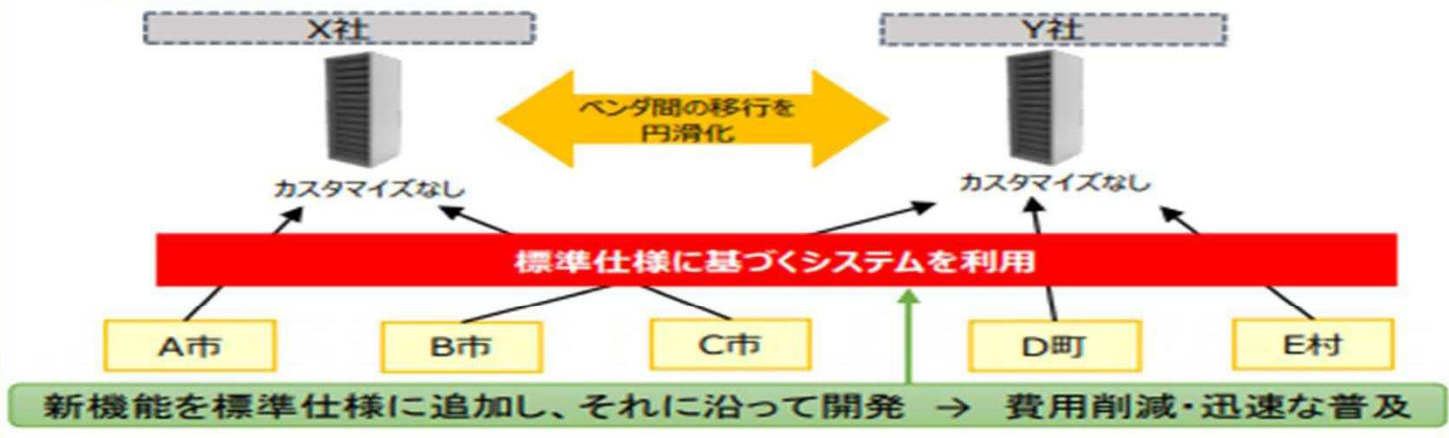 X社
Y社
ベンダ間の移行を
円滑化
カスタマイズなし
カスタマイズなし
標準仕様に基づくシステムを利用
A市
B市
C市
D町
E村
新機能を標準仕様に追加し、それに沿って開発 → 費用削減・迅速な普及